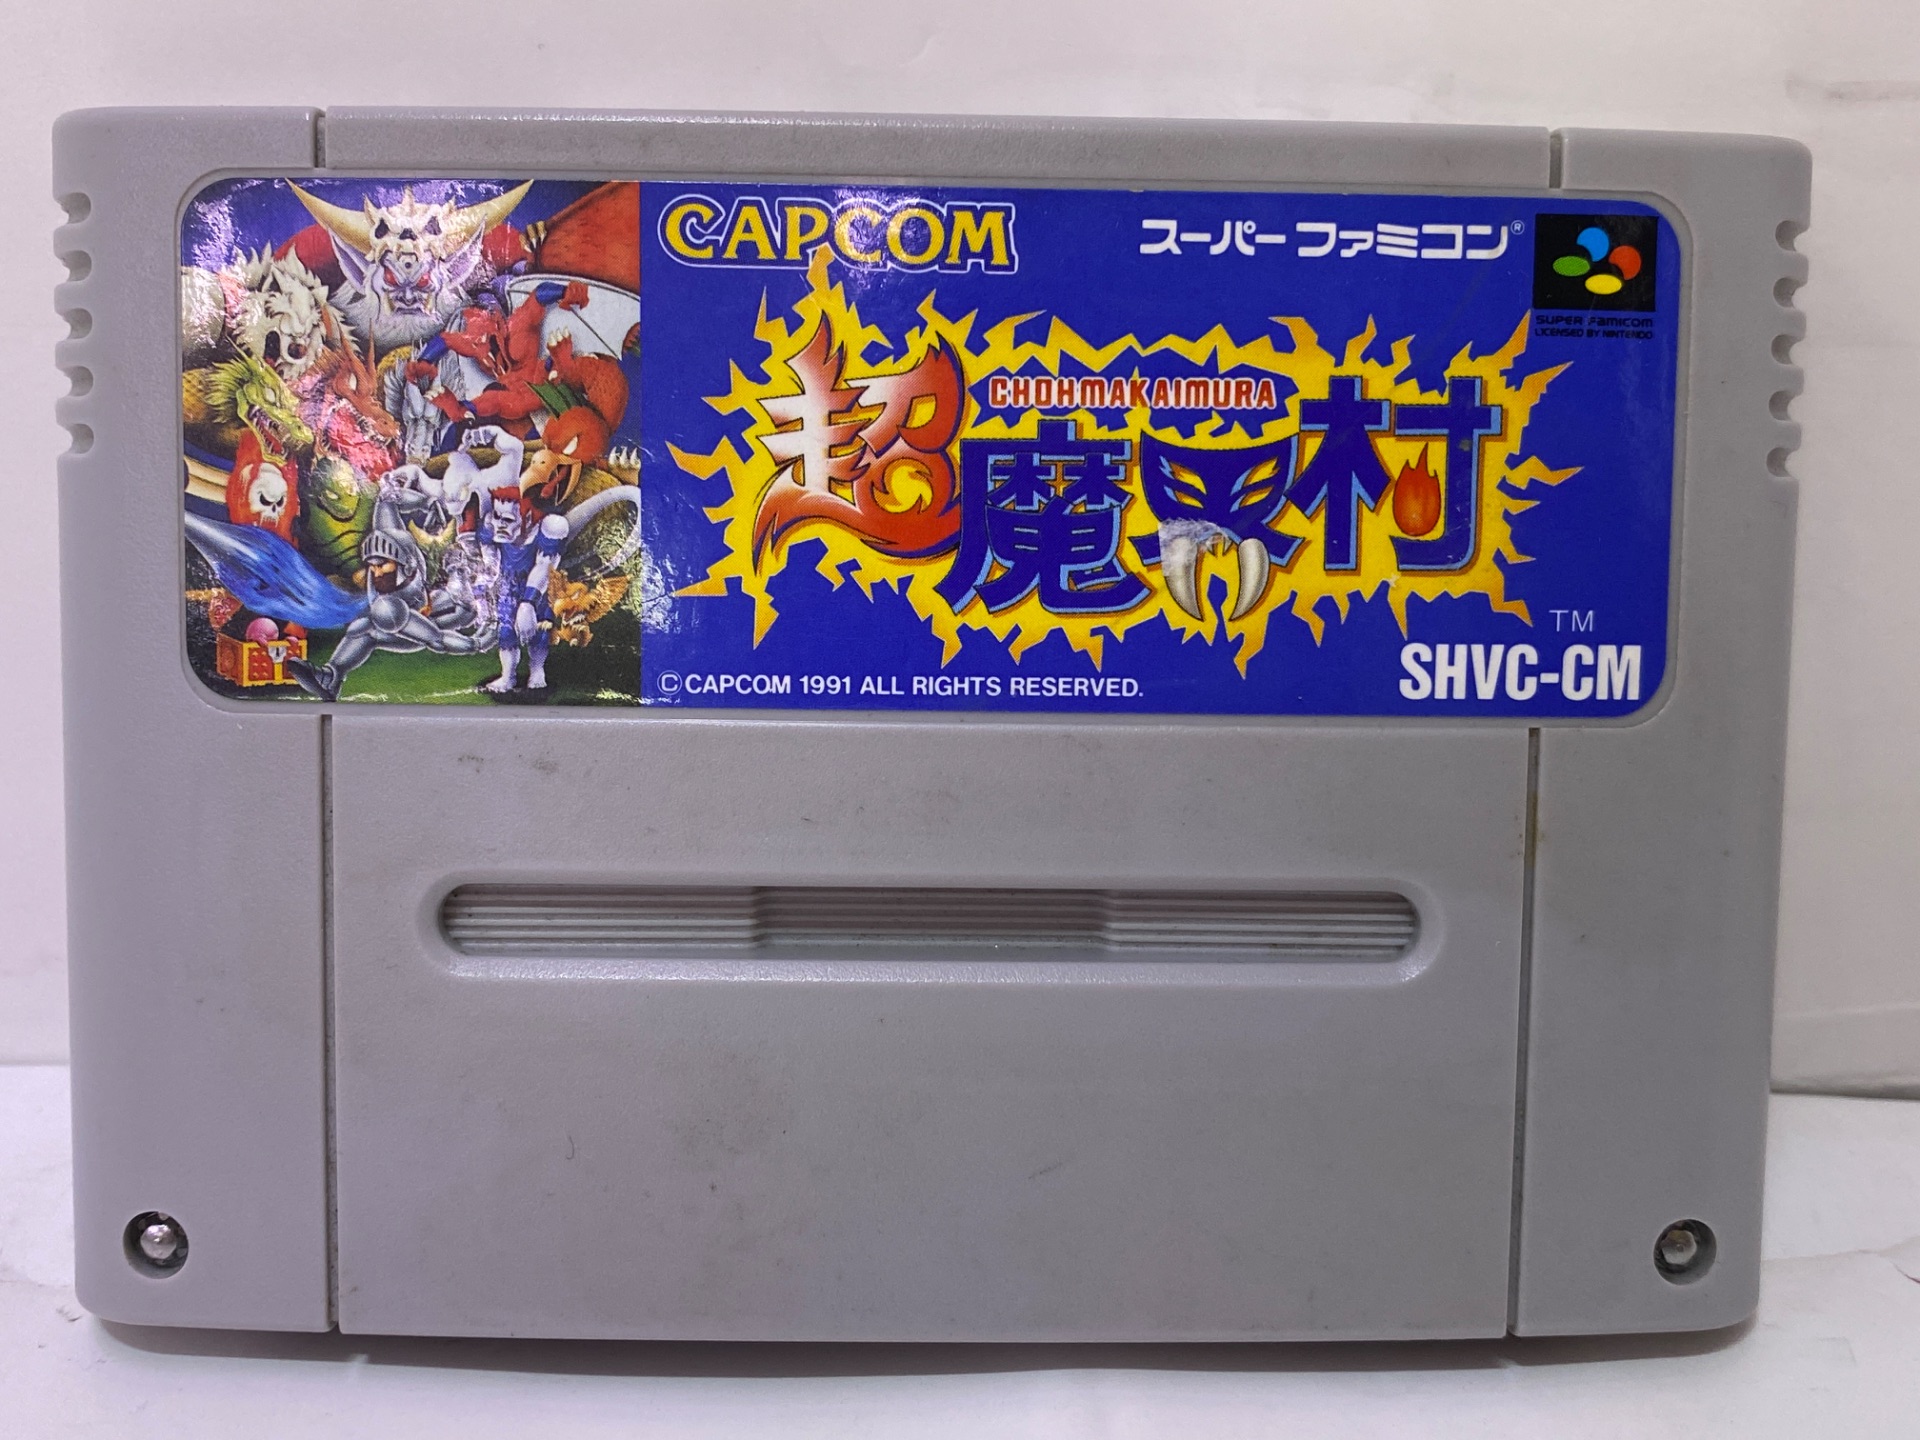 CAPCOM
スーパーファミコン®
SUPER FAMICOM
LICENSED BY NINTENDO
CHOHMAKAIMURA
超魔界村
TM
SHVC-CM
©CAPCOM 1991 ALL RIGHTS RESERVED.